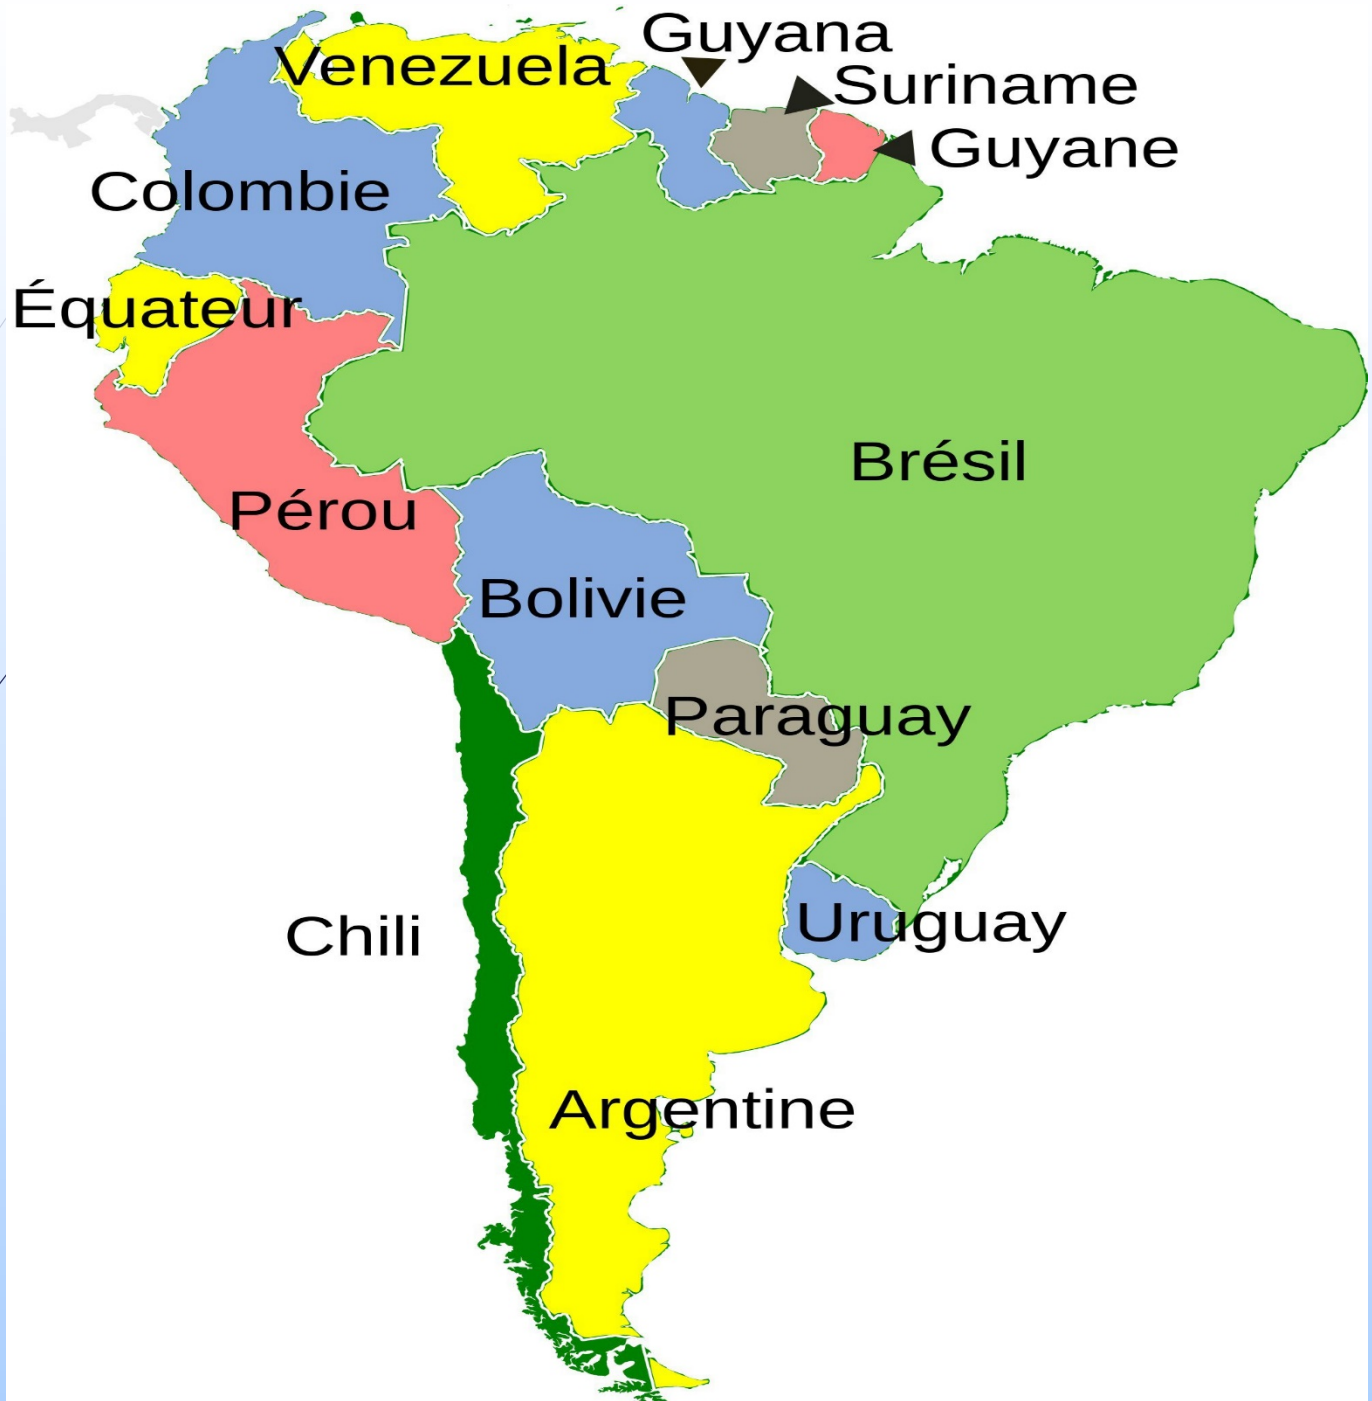 Guyana
Venezuela
Suriname
Guyane
Colombie
Équateur
Brésil
Pérou
Bolivie
Paraguay
Uruguay
Chili
Argentine